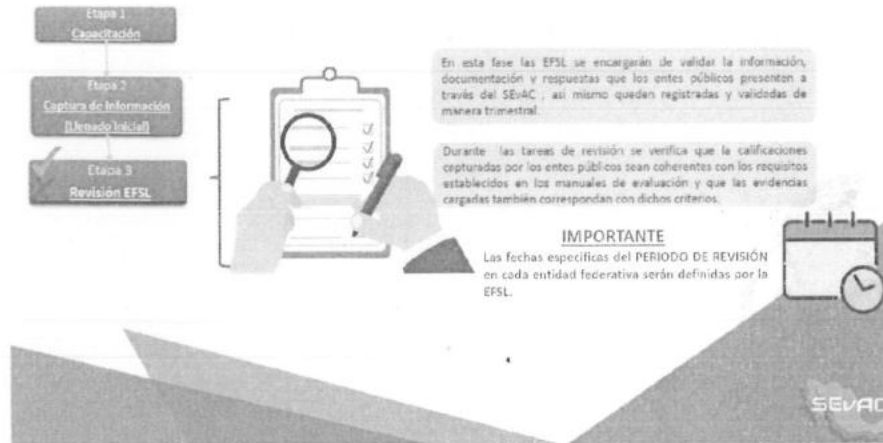 Etapa 1
Capacitación
Etapa 2
Captura de Información
(Llenado Inicial)
Etapa 3
Revisión EFSL
En esta fase las EFSL se encargarán de validar la información,
documentación y respuestas que los entes públicos presenten a
través del SEvAC , así mismo queden registradas y validadas de
manera trimestral.
Durante las tareas de revisión se verifica que la calificaciones
capturadas por los entes públicos sean coherentes con los requisitos
establecidos en los manuales de evaluación y que las evidencias
cargadas también correspondan con dichos criterios.
IMPORTANTE
Las fechas especificas del PERIODO DE REVISIÓN
en cada entidad federativa serán definidas por la
EFSL.
SEvAC